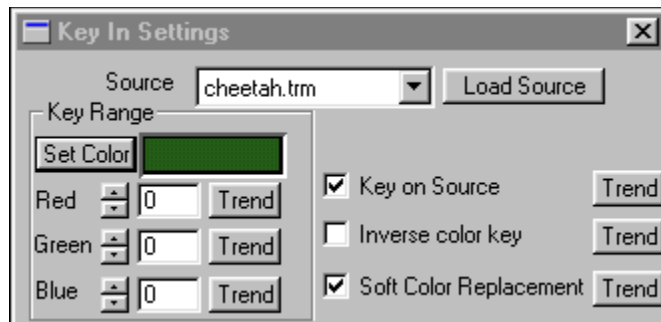 Key In Settings
Source cheetah.trm Load Source
Key Range
Set Color
Red 0 Trend Key on Source Trend
Green 0 Trend Inverse color key Trend
Blue 0 Trend Soft Color Replacement Trend